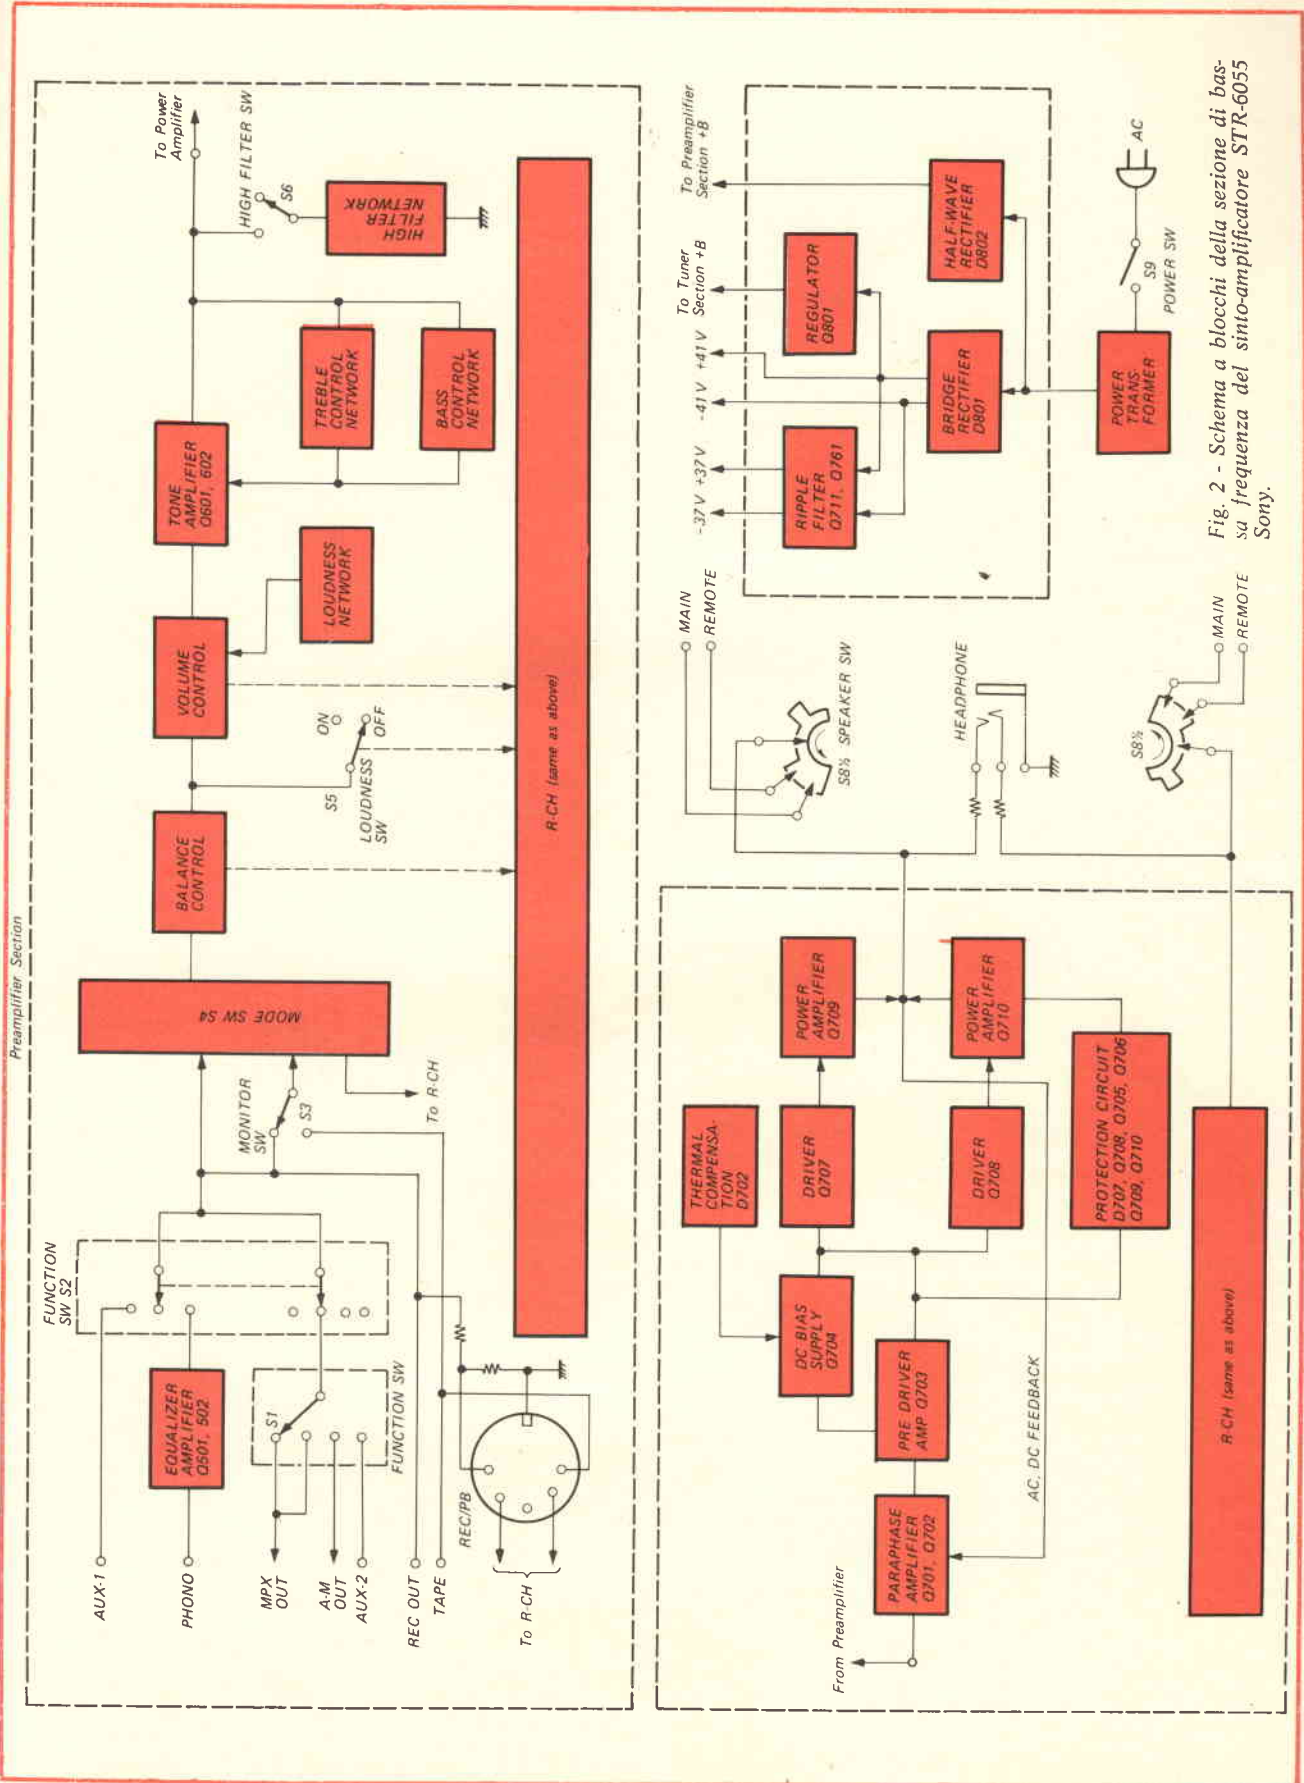 Preamplifier Section
AUX-1
PHONO
MPX
OUT
A-M
OUT
AUX-2
REC OUT
TAPE
To R-CH
REC/PB
EQUALIZER
AMPLIFIER
Q501, 502
S1
FUNCTION SW
FUNCTION
SW S2
MONITOR
SW
S3
To R-CH
MODE SW S4
BALANCE
CONTROL
S5
LOUDNESS
SW
ON
OFF
VOLUME
CONTROL
LOUDNESS
NETWORK
TONE
AMPLIFIER
Q601, 602
TREBLE
CONTROL
NETWORK
BASS
CONTROL
NETWORK
To Power
Amplifier
HIGH FILTER SW
S6
HIGH
FILTER
NETWORK
R-CH (same as above)
From Preamplifier
PARAPHASE
AMPLIFIER
Q701, Q702
PRE DRIVER
AMP Q703
DC BIAS
SUPPLY
Q704
THERMAL
COMPENSA-
TION
D702
DRIVER
Q707
DRIVER
Q708
POWER
AMPLIFIER
Q709
POWER
AMPLIFIER
Q710
PROTECTION CIRCUIT
D707, Q708, Q705, Q706
Q709, Q710
AC, DC FEEDBACK
R-CH (same as above)
MAIN
REMOTE
S8½ SPEAKER SW
HEADPHONE
S8½
MAIN
REMOTE
-37V
+37V
-41V
+41V
To Tuner
Section +B
To Preamplifier
Section +B
RIPPLE
FILTER
Q711, Q761
REGULATOR
Q801
BRIDGE
RECTIFIER
D801
HALF-WAVE
RECTIFIER
D802
POWER
TRANS-
FORMER
S9
POWER SW
AC
Fig. 2 - Schema a blocchi della sezione di bas-
sa frequenza del sinto-amplificatore STR-6055
Sony.